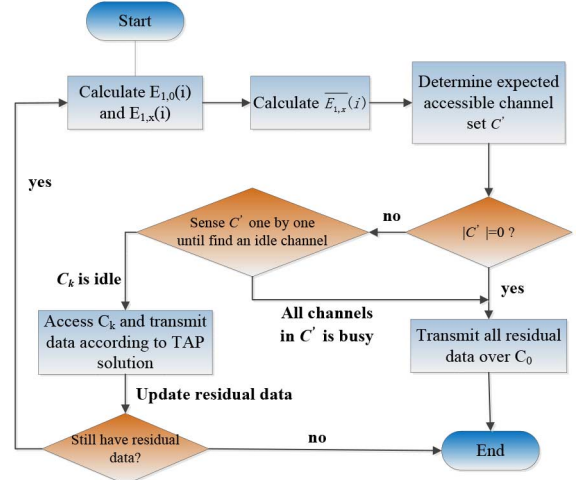 Start
Calculate E1,0(i)
and E1,x(i)
Calculate E1,x(i)
Determine expected
accessible channel
set C'
yes
Sense C' one by one
until find an idle channel
no
|C' |=0 ?
Ck is idle
All channels
in C' is busy
yes
Access Ck and transmit
data according to TAP
solution
Transmit all residual
data over C0
Update residual data
Still have residual
data?
no
End